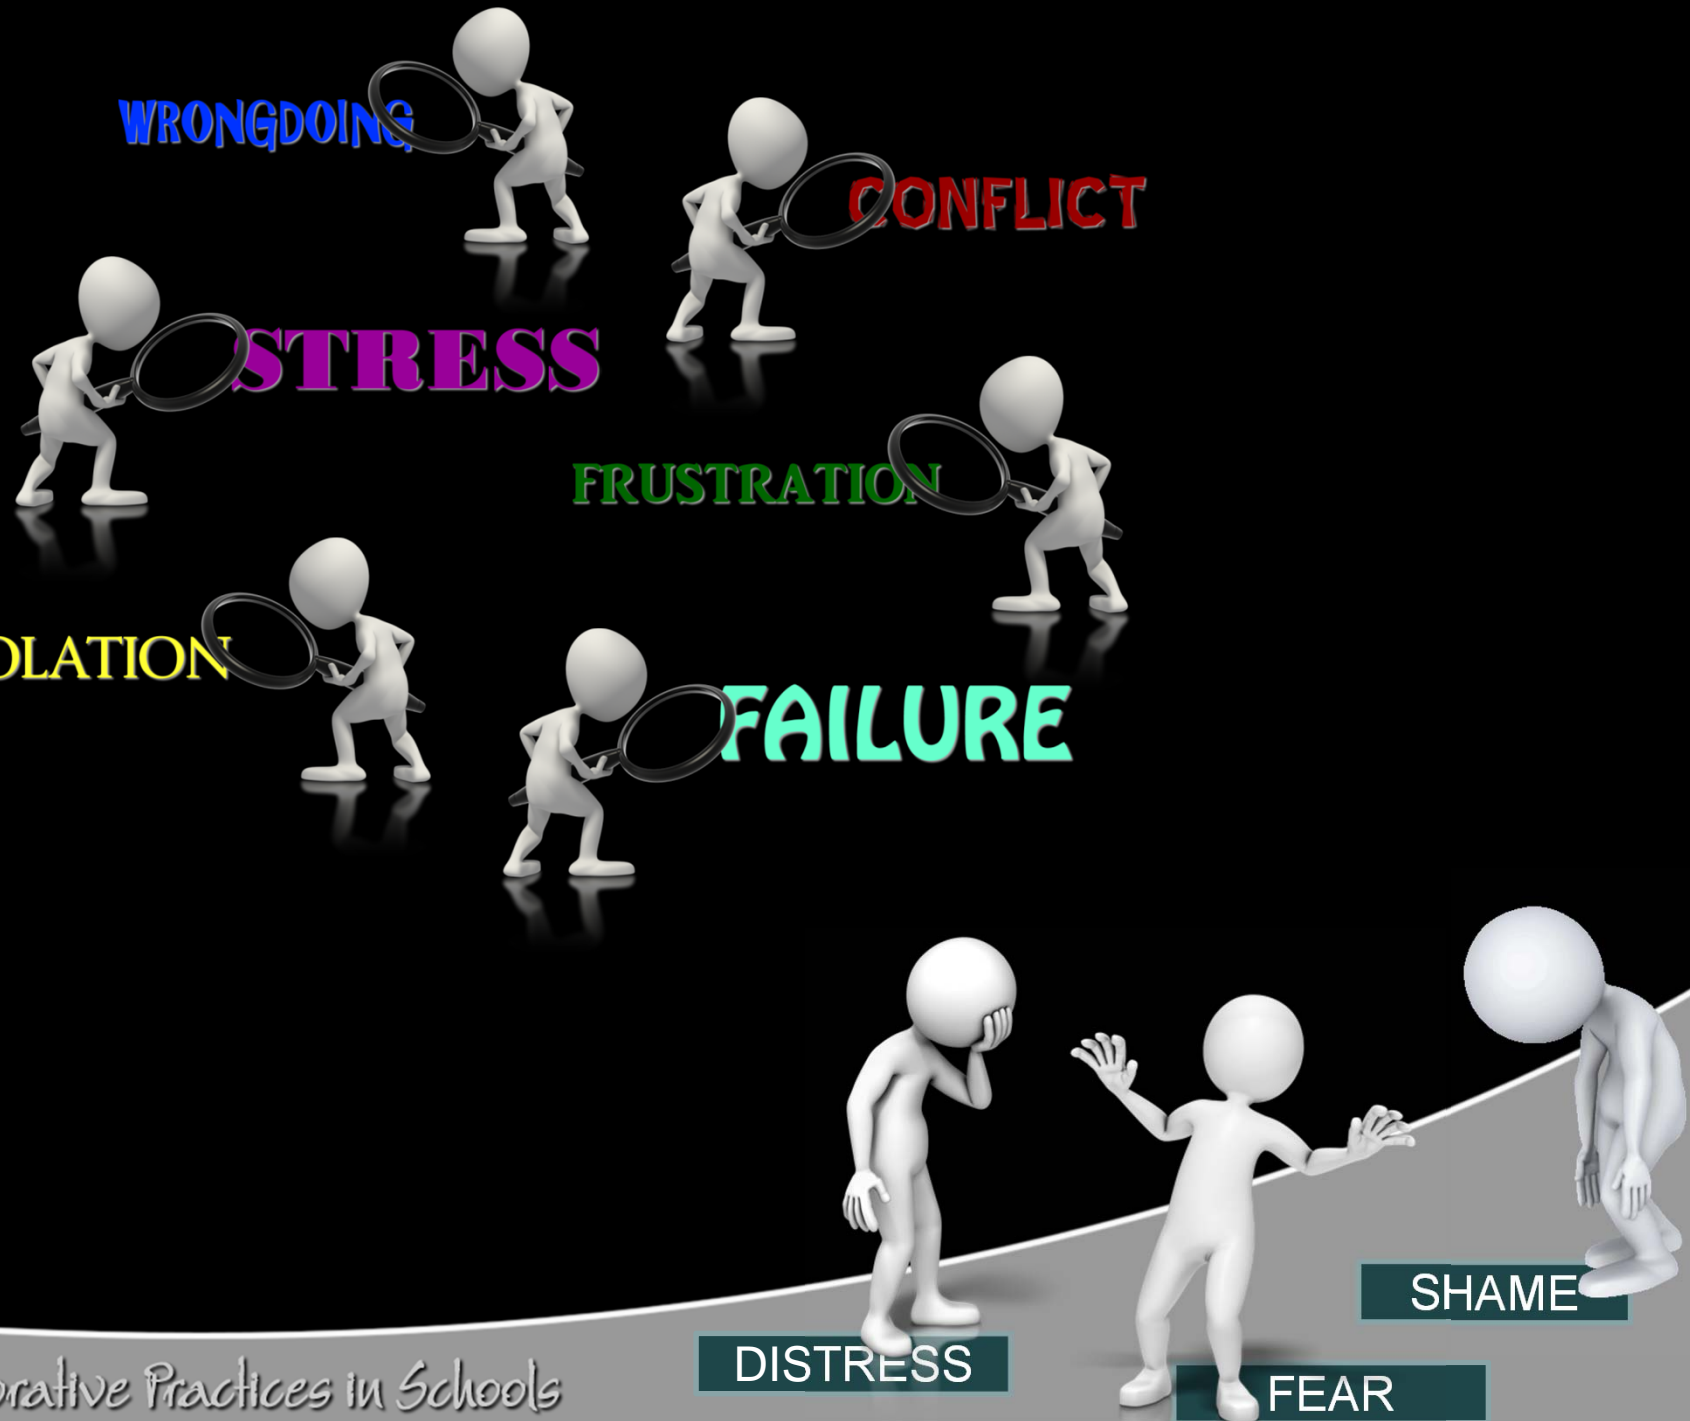 WRONGDOING
CONFLICT
STRESS
FRUSTRATION
OLATION
FAILURE
SHAME
DISTRESS
FEAR
orative Practices in Schools